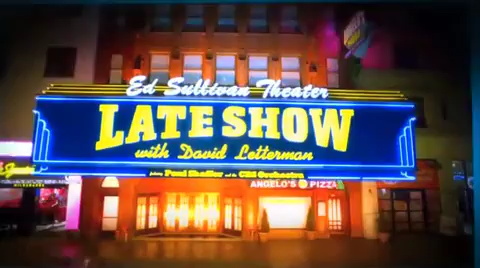 Ed Sullivan Theater
LATE SHOW
with David Letterman
featuring Paul Shaffer and the CBS Orchestra
ANGELO'S PIZZA